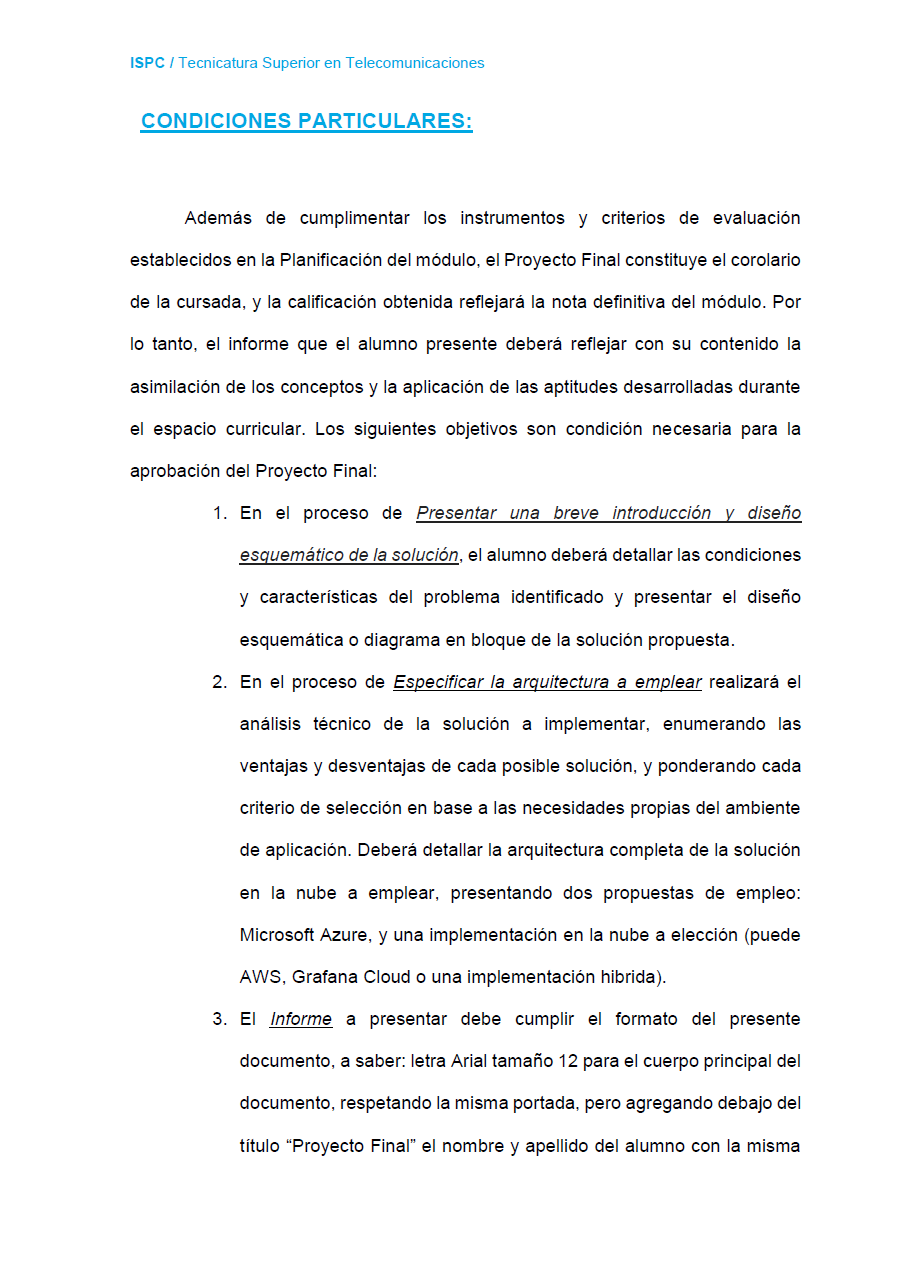 ISPC / Tecnicatura Superior en Telecomunicaciones
CONDICIONES PARTICULARES:
Además de cumplimentar los instrumentos y criterios de evaluación
establecidos en la Planificación del módulo, el Proyecto Final constituye el corolario
de la cursada, y la calificación obtenida reflejará la nota definitiva del módulo. Por
lo tanto, el informe que el alumno presente deberá reflejar con su contenido la
asimilación de los conceptos y la aplicación de las aptitudes desarrolladas durante
el espacio curricular. Los siguientes objetivos son condición necesaria para la
aprobación del Proyecto Final:
1. En el proceso de Presentar una breve introducción y diseño
esquemático de la solución, el alumno deberá detallar las condiciones
y características del problema identificado y presentar el diseño
esquemática o diagrama en bloque de la solución propuesta.
2. En el proceso de Especificar la arquitectura a emplear realizará el
análisis técnico de la solución a implementar, enumerando las
ventajas y desventajas de cada posible solución, y ponderando cada
criterio de selección en base a las necesidades propias del ambiente
de aplicación. Deberá detallar la arquitectura completa de la solución
en la nube a emplear, presentando dos propuestas de empleo:
Microsoft Azure, y una implementación en la nube a elección (puede
AWS, Grafana Cloud o una implementación hibrida).
3. El Informe a presentar debe cumplir el formato del presente
documento, a saber: letra Arial tamaño 12 para el cuerpo principal del
documento, respetando la misma portada, pero agregando debajo del
título “Proyecto Final” el nombre y apellido del alumno con la misma